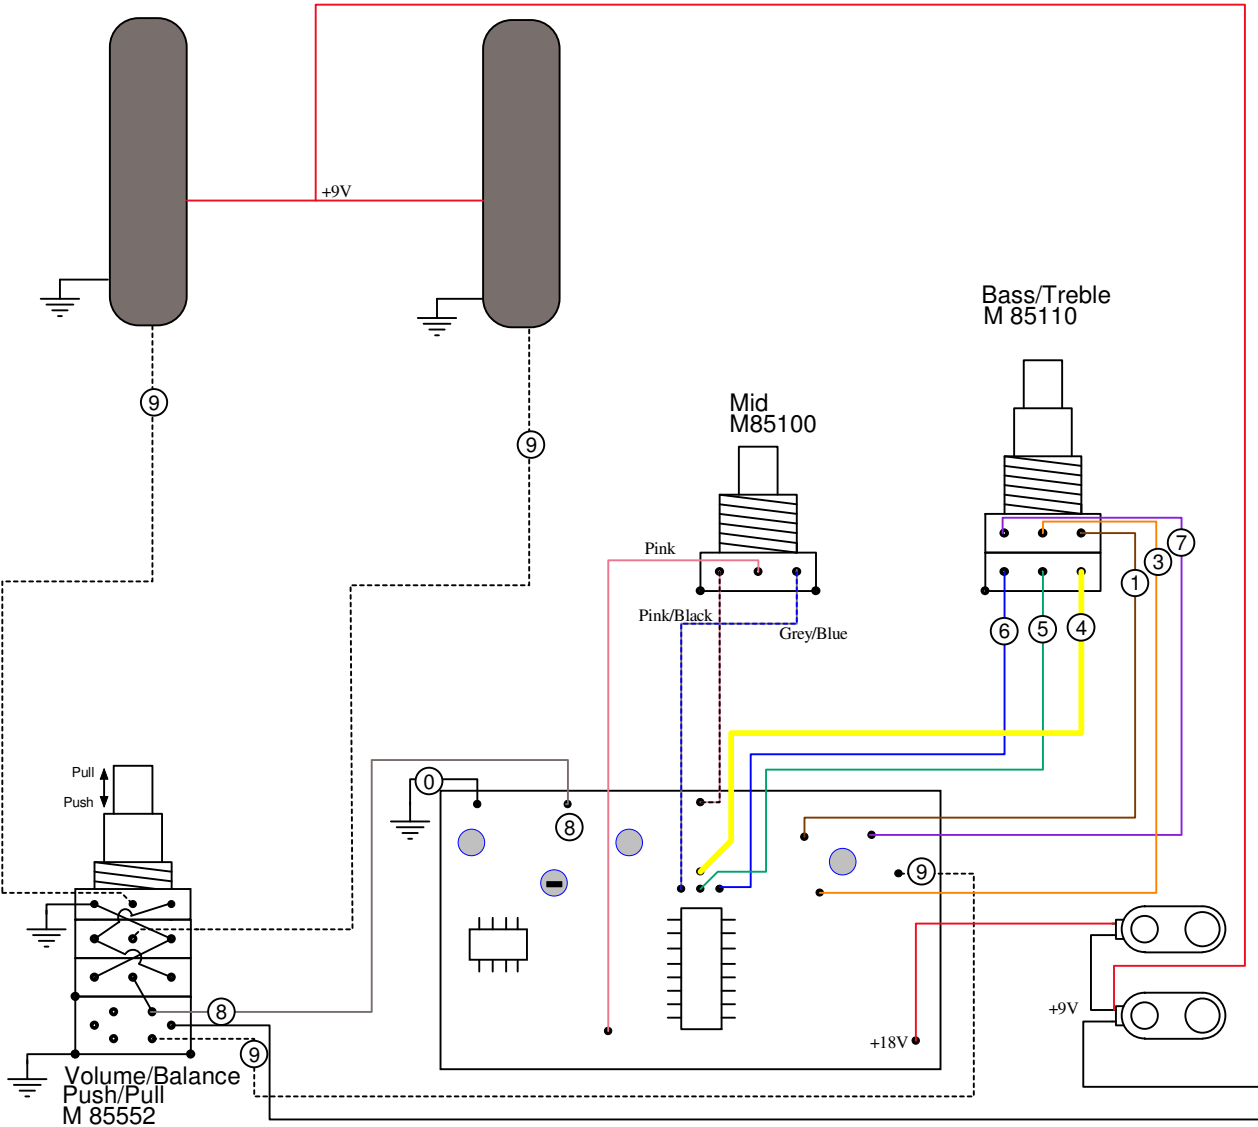 +9V
Bass/Treble
M 85110
9
Mid
M85100
9
7
Pink
3
1
Pink/Black
Grey/Blue
6
5
4
Pull
Push
0
8
9
+9V
8
+18V
9
Volume/Balance
Push/Pull
M 85552